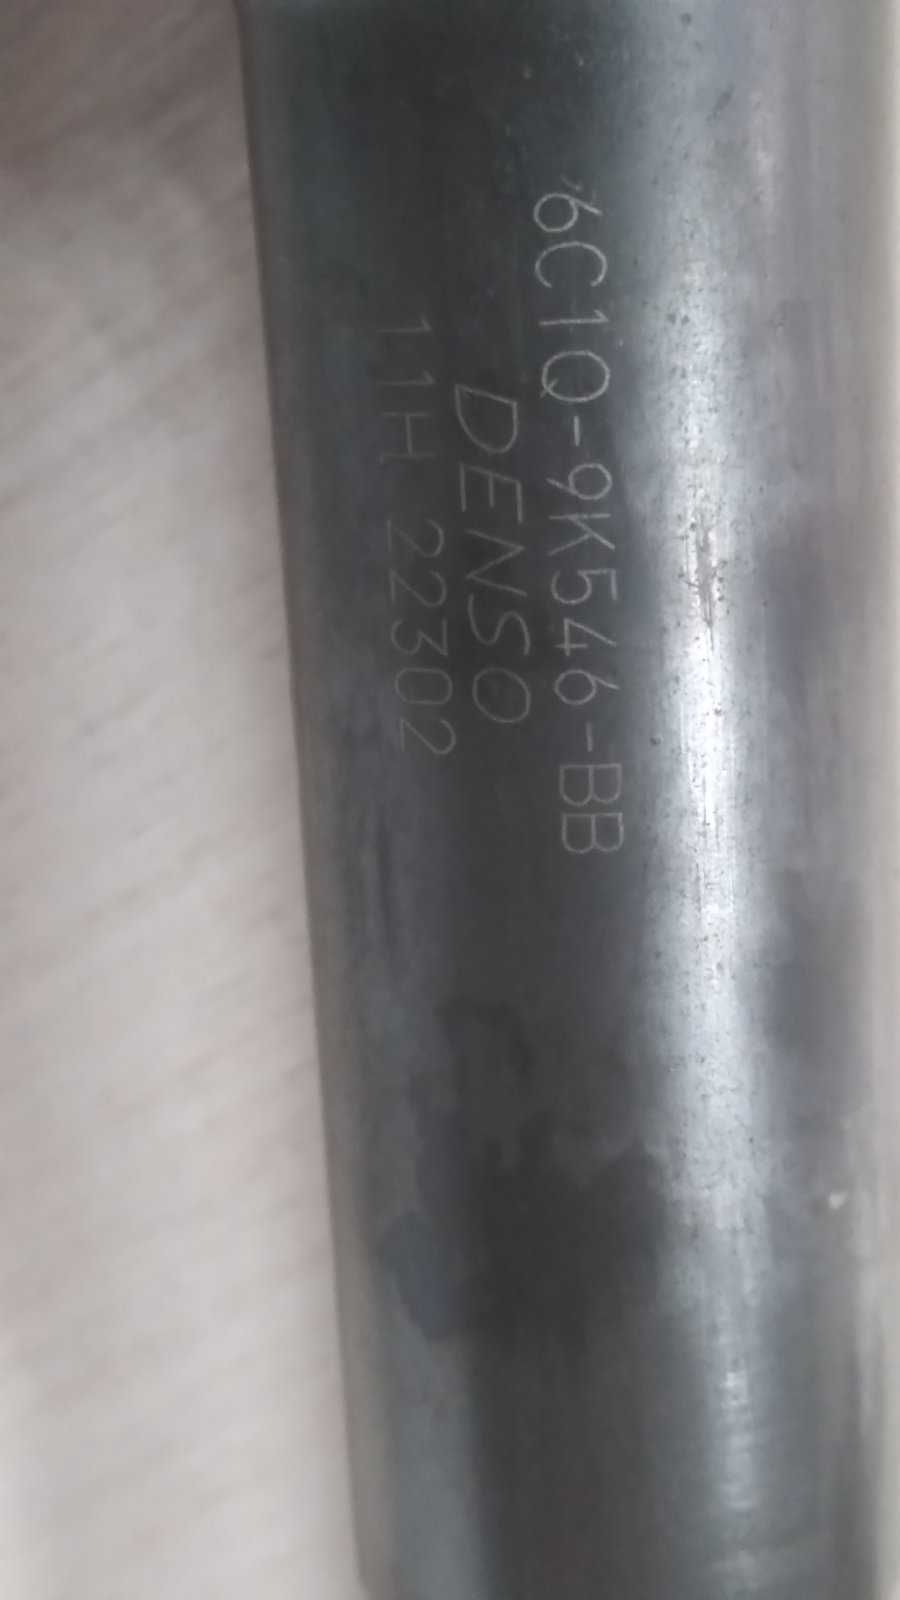 6C1Q-9K546-BB
DENSO
11H 22302